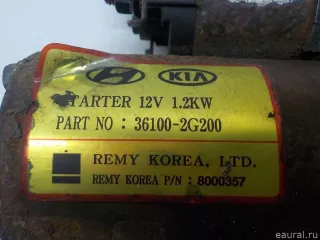 KIA
STARTER 12V 1.2KW
PART NO : 36100-2G200
REMY KOREA, LTD.
REMY KOREA P/N : 8000357
eaural.ru